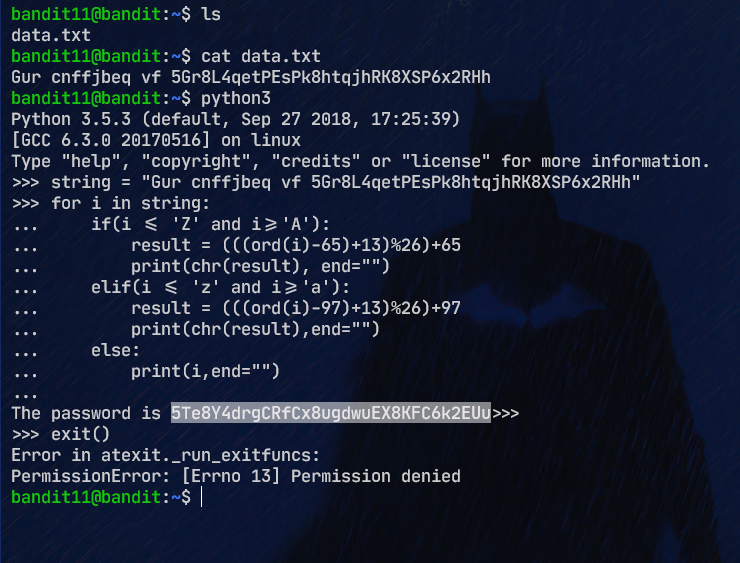 bandit11@bandit:~$ ls
data.txt
bandit11@bandit:~$ cat data.txt
Gur cnffjbeq vf 5Gr8L4qetPEsPk8htqjhRK8XSP6x2RHh
bandit11@bandit:~$ python3
Python 3.5.3 (default, Sep 27 2018, 17:25:39)
[GCC 6.3.0 20170516] on linux
Type "help", "copyright", "credits" or "license" for more information.
>>> string = "Gur cnffjbeq vf 5Gr8L4qetPEsPk8htqjhRK8XSP6x2RHh"
>>> for i in string:
...     if(i <= 'Z' and i>='A'):
...         result = (((ord(i)-65)+13)%26)+65
...         print(chr(result), end="")
...     elif(i <= 'z' and i>='a'):
...         result = (((ord(i)-97)+13)%26)+97
...         print(chr(result),end="")
...     else:
...         print(i,end="")
...
The password is 5Te8Y4drgCRfCx8ugdwuEX8KFC6k2EUu>>>
>>> exit()
Error in atexit._run_exitfuncs:
PermissionError: [Errno 13] Permission denied
bandit11@bandit:~$